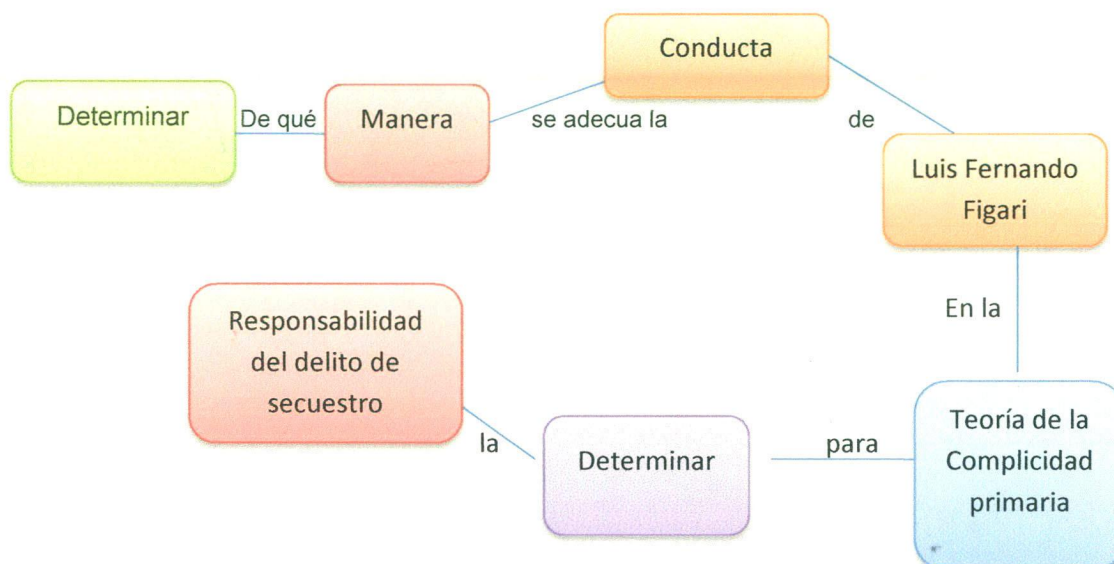 Determinar
De qué
Manera
se adecua la
Conducta
de
Luis Fernando
Figari
En la
Teoría de la
Complicidad
primaria
para
Determinar
la
Responsabilidad
del delito de
secuestro